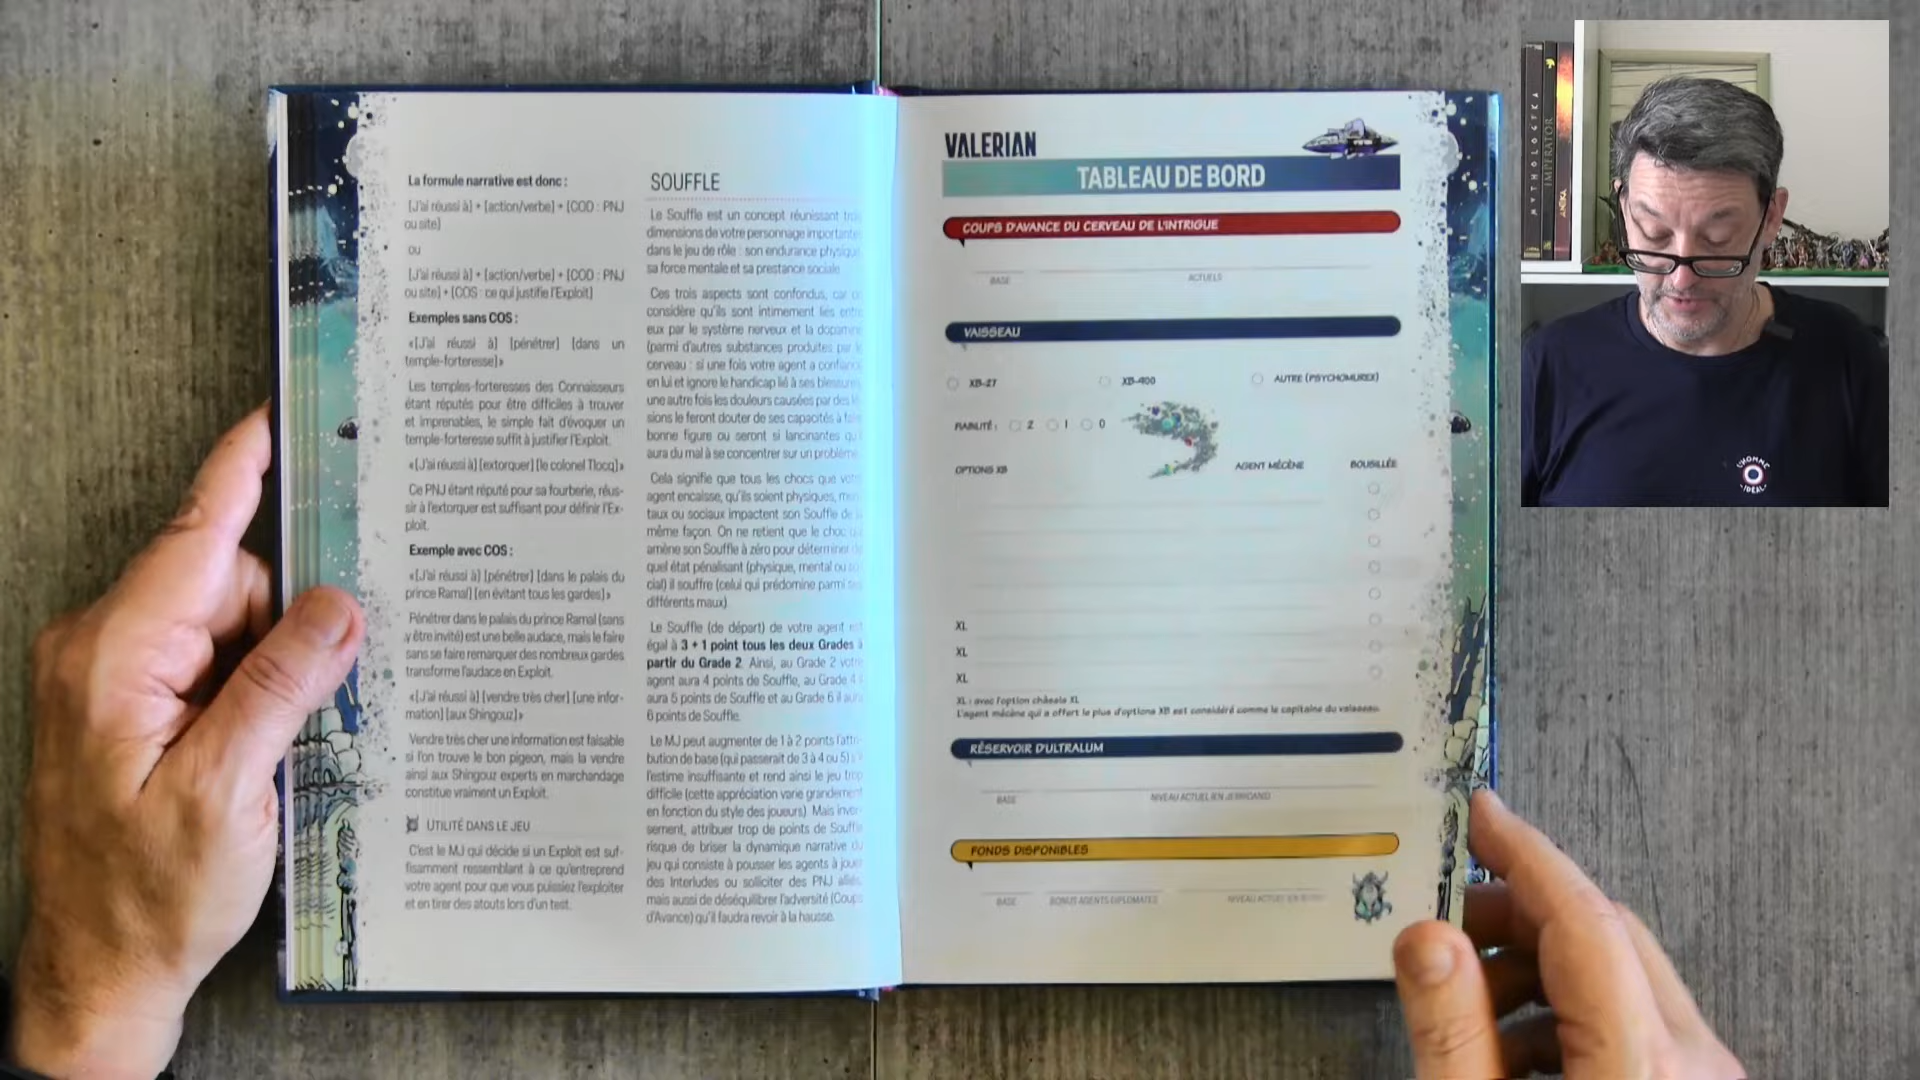 La formule narrative est donc :
[J'ai réussi à] + [action/verbe] + [COD : PNJ
ou site]
ou
[J'ai réussi à] + [action/verbe] + [COD : PNJ
ou site] + [COS : ce qui justifie l'Exploit]
Exemples sans COS :
«[J'ai réussi à] [pénétrer] [dans un
temple-forteresse]»
Les temples-forteresses des Connaisseurs
étant réputés pour être difficiles à trouver
et imprenables, le simple fait d'évoquer un
temple-forteresse suffit à justifier l'Exploit.
«[J'ai réussi à] [extorquer] [le colonel Tlocq]»
Ce PNJ étant réputé pour sa fourberie, réus-
sir à l'extorquer est suffisant pour définir l'Ex-
ploit.
Exemple avec COS :
«[J'ai réussi à] [pénétrer] [dans le palais du
prince Ramal] [en évitant tous les gardes]»
Pénétrer dans le palais du prince Ramal (sans
y être invité) est une belle audace, mais le faire
sans se faire remarquer des nombreux gardes
transforme l'audace en Exploit.
«[J'ai réussi à] [vendre très cher] [une infor-
mation] [aux Shingouz]»
Vendre très cher une information est faisable
si l'on trouve le bon pigeon, mais la vendre
ainsi aux Shingouz experts en marchandage
constitue vraiment un Exploit.
UTILITÉ DANS LE JEU
C'est le MJ qui décide si un Exploit est suf-
fisamment ressemblant à ce qu'entreprend
votre agent pour que vous puissiez l'exploiter
et en tirer des atouts lors d'un test.
SOUFFLE
Le Souffle est un concept réunissant trois
dimensions de votre personnage importantes
dans le jeu de rôle : son endurance physique,
sa force mentale et sa prestance sociale.
Ces trois aspects sont confondus, car on
considère qu'ils sont intimement liés entre
eux par le système nerveux et la dopamine
(parmi d'autres substances produites par le
cerveau : si une fois votre agent a confiance
en lui et ignore le handicap lié à ses blessures,
une autre fois les douleurs causées par des lé-
sions le feront douter de ses capacités à faire
bonne figure ou seront si lancinantes qu'il
aura du mal à se concentrer sur un problème.
Cela signifie que tous les chocs que votre
agent encaisse, qu'ils soient physiques, men-
taux ou sociaux impactent son Souffle de la
même façon. On ne retient que le choc qui
amène son Souffle à zéro pour déterminer de
quel état pénalisant (physique, mental ou so-
cial) il souffre (celui qui prédomine parmi ses
différents maux).
Le Souffle (de départ) de votre agent est
égal à 3 + 1 point tous les deux Grades à
partir du Grade 2. Ainsi, au Grade 2 votre
agent aura 4 points de Souffle, au Grade 4 il
aura 5 points de Souffle et au Grade 6 il aura
6 points de Souffle.
Le MJ peut augmenter de 1 à 2 points l'attri-
bution de base (qui passerait de 3 à 4 ou 5) s'il
l'estime insuffisante et rend ainsi le jeu trop
difficile (cette appréciation varie grandement
en fonction du style des joueurs). Mais inver-
sement, attribuer trop de points de Souffle
risque de briser la dynamique narrative du
jeu qui consiste à pousser les agents à jouer
des Interludes ou solliciter des PNJ alliés,
mais aussi de déséquilibrer l'adversité (Coups
d'Avance) qu'il faudra revoir à la hausse.
VALERIAN
TABLEAU DE BORD
COUPS D'AVANCE DU CERVEAU DE L'INTRIGUE
BASE ACTUELS
VAISSEAU
XB-27 XB-400 AUTRE (PSYCHOMUREX)
FIABILITÉ : 2 1 0
OPTIONS XB AGENT MÉCÈNE BOUSILLÉE
XL
XL
XL
XL : avec l'option châssis XL
L'agent mécène qui a offert le plus d'options XB est considéré comme le capitaine du vaisseau.
RÉSERVOIR D'ULTRALUM
BASE NIVEAU ACTUEL (EN JERRICANS)
FONDS DISPONIBLES
BASE BONUS AGENTS DIPLOMATES NIVEAU ACTUEL
MYTHOLOGYKA
IMPERATOR
L'HOMME
IDÉAL